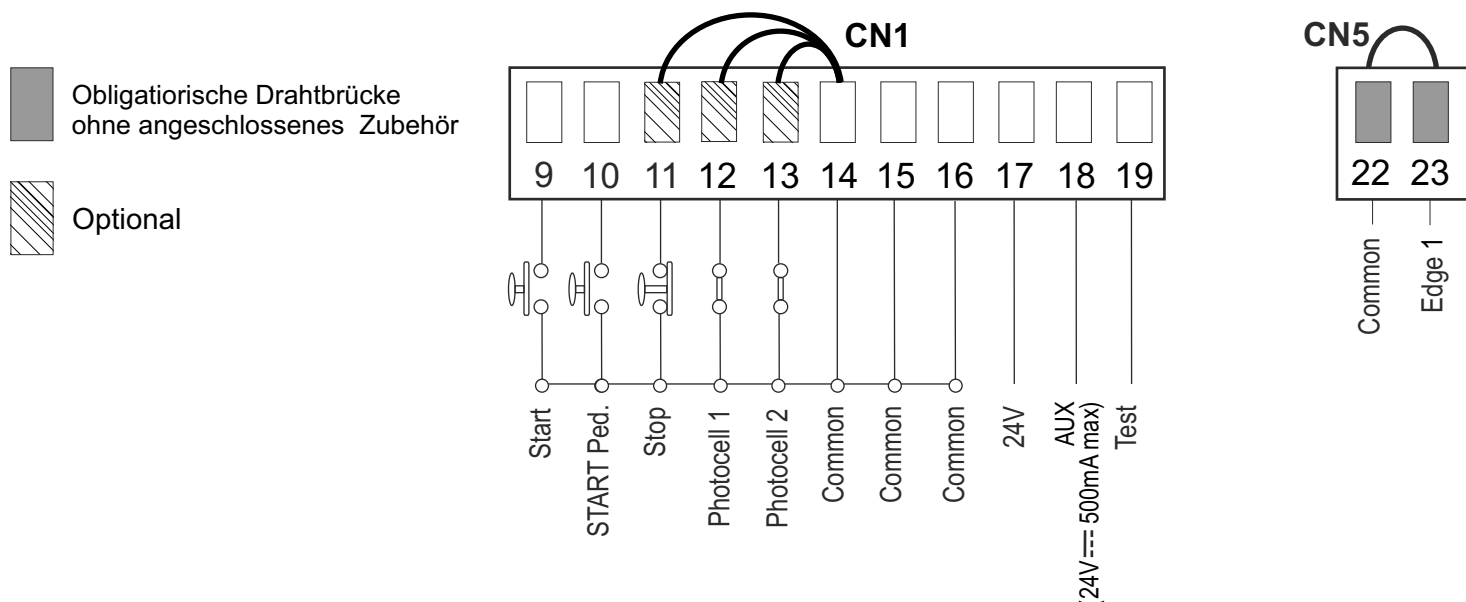 CN1
CN5
Obligatiorische Drahtbrücke
ohne angeschlossenes Zubehör
Optional
9 10 11 12 13 14 15 16 17 18 19
22 23
Start
START Ped.
Stop
Photocell 1
Photocell 2
Common
Common
Common
24V
AUX
(24V ⎓ 500mA max)
Test
Common
Edge 1